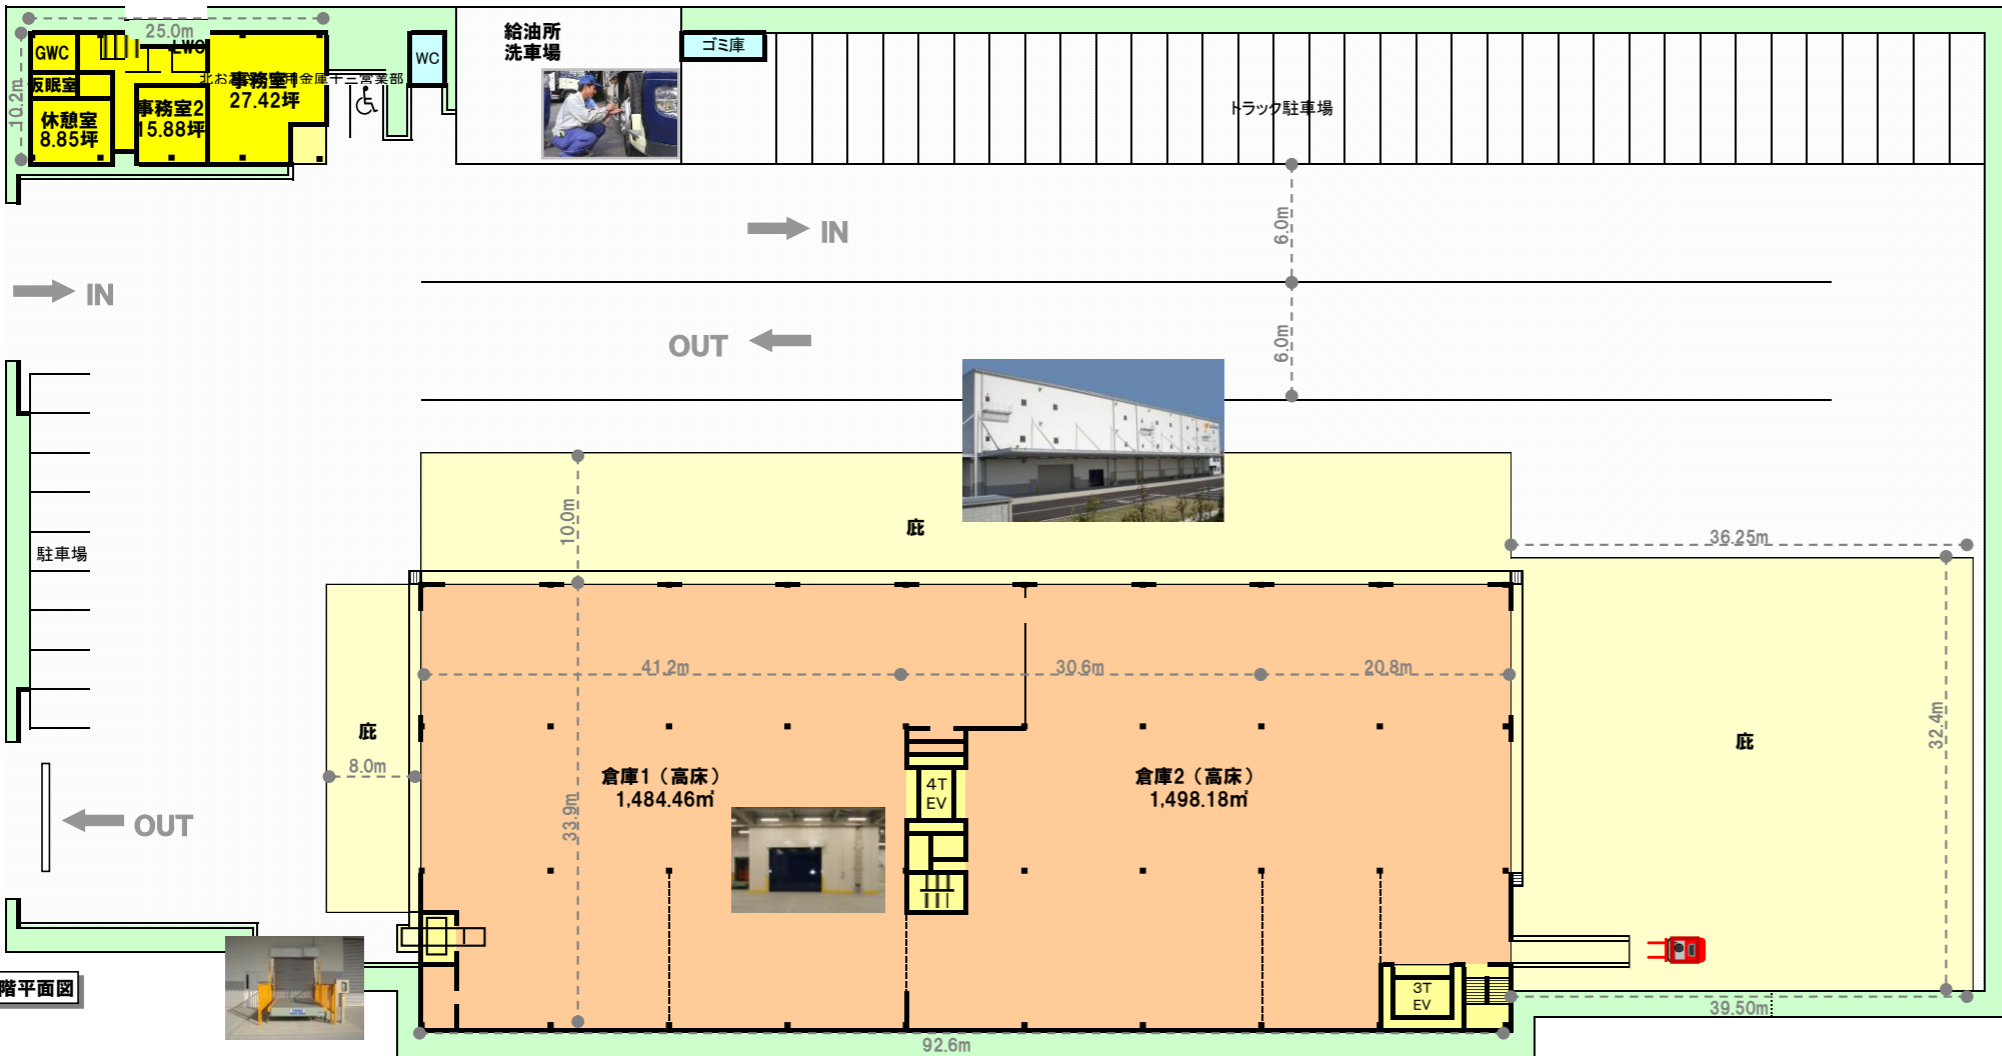 25.0m
10.2m
GWC
LWC
仮眠室
休憩室
8.85坪
事務室2
15.88坪
事務室1
27.42坪
WC
給油所
洗車場
ゴミ庫
トラック駐車場
IN
6.0m
IN
OUT
6.0m
駐車場
10.0m
庇
36.25m
41.2m
30.6m
20.8m
32.4m
庇
8.0m
庇
倉庫1（高床）
1,484.46㎡
4T
EV
倉庫2（高床）
1,498.18㎡
33.9m
OUT
階平面図
3T
EV
39.50m
92.6m